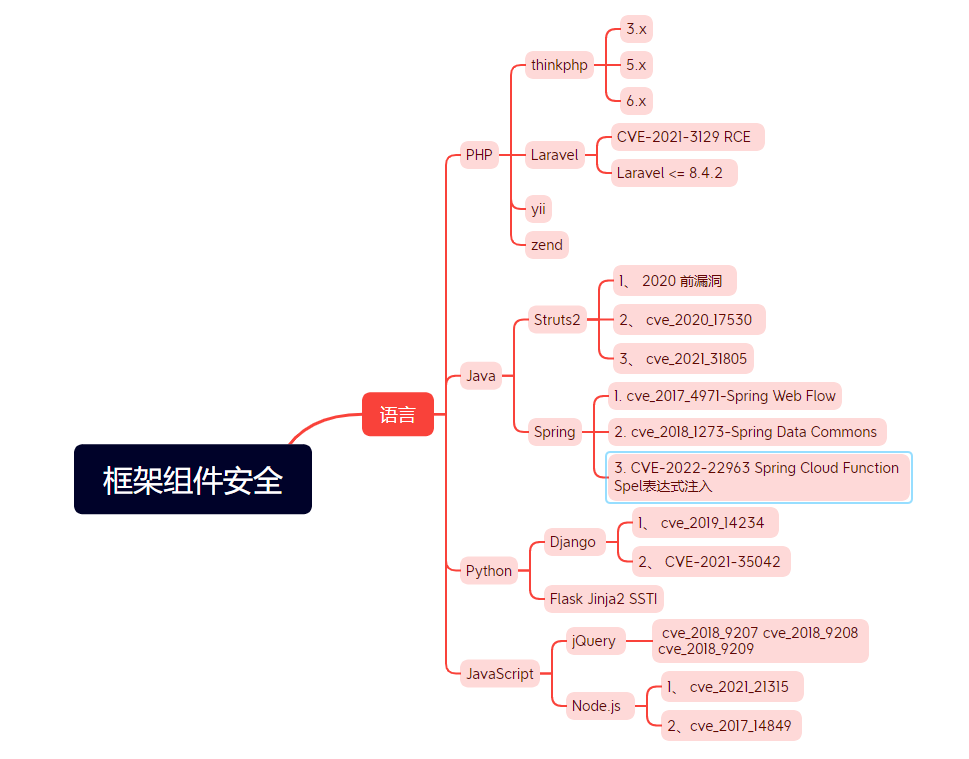 框架组件安全
语言
PHP
thinkphp
3.x
5.x
6.x
Laravel
CVE-2021-3129 RCE
Laravel <= 8.4.2
yii
zend
Java
Struts2
1、 2020 前漏洞
2、 cve_2020_17530
3、 cve_2021_31805
Spring
1. cve_2017_4971-Spring Web Flow
2. cve_2018_1273-Spring Data Commons
3. CVE-2022-22963 Spring Cloud Function
Spel表达式注入
Python
Django
1、 cve_2019_14234
2、 CVE-2021-35042
Flask Jinja2 SSTI
JavaScript
jQuery
cve_2018_9207 cve_2018_9208
cve_2018_9209
Node.js
1、 cve_2021_21315
2、cve_2017_14849